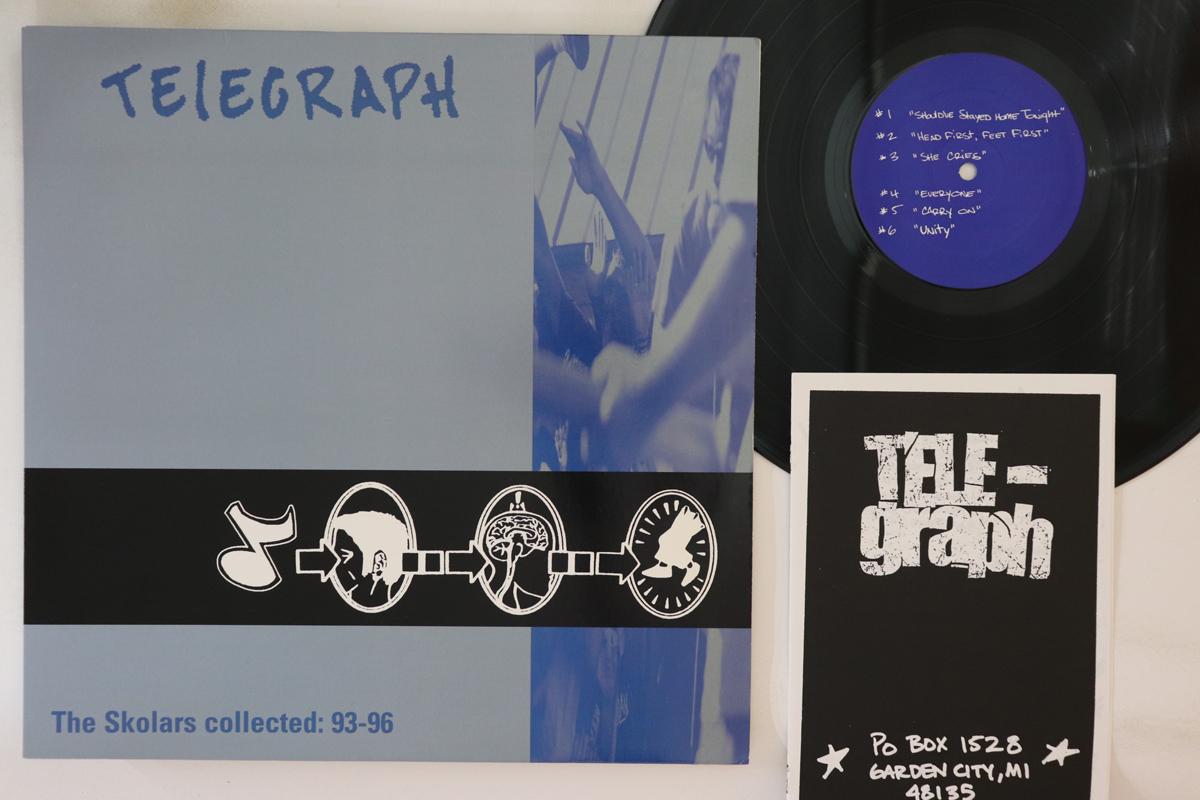 TElEGRAPH
The Skolars collected: 93-96
#1 "Should've Stayed Home Tonight"
#2 "HEAD FIRST, FEET FIRST"
#3 "SHE CRIES"
#4 "EVERYONE"
#5 "CARRY ON"
#6 "Unity"
TELE-
graph
PO BOX 1528
GARDEN CITY, MI
48135